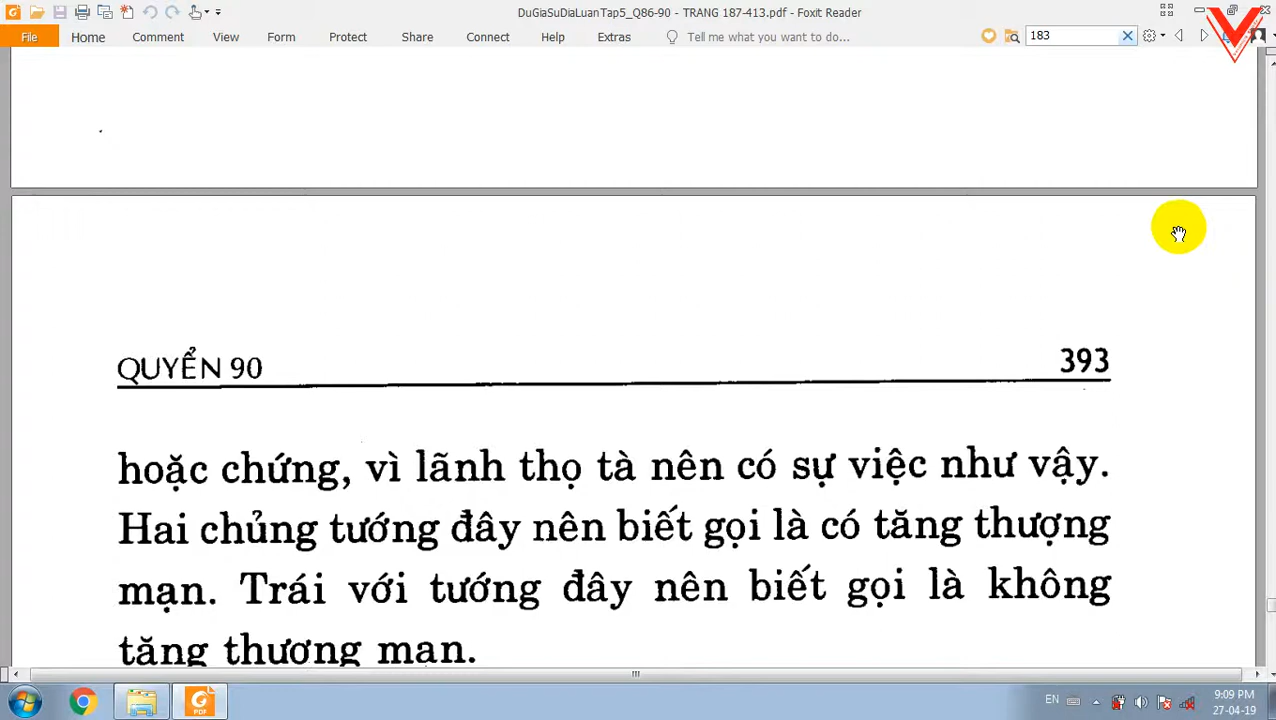 DuGiaSuDiaLuanTap5_Q86-90 - TRANG 187-413.pdf - Foxit Reader
File Home Comment View Form Protect Share Connect Help Extras Tell me what you want to do... 183
QUYỂN 90 393
hoặc chứng, vì lãnh thọ tà nên có sự việc như vậy.
Hai chủng tướng đây nên biết gọi là có tăng thượng
mạn. Trái với tướng đây nên biết gọi là không
tăng thượng mạn.
PDF
EN 9:09 PM
27-04-19